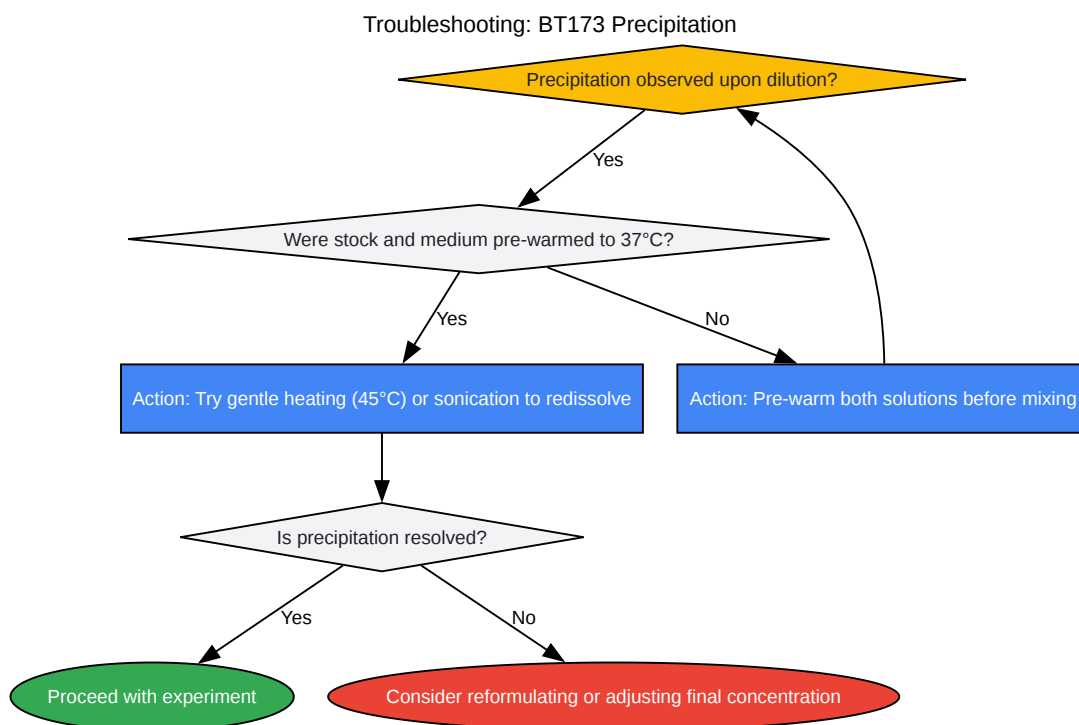 Troubleshooting: BT173 Precipitation
Precipitation observed upon dilution?
Yes
Were stock and medium pre-warmed to 37°C?
Yes
No
Action: Try gentle heating (45°C) or sonication to redissolve
Action: Pre-warm both solutions before mixing
Is precipitation resolved?
Yes
No
Proceed with experiment
Consider reformulating or adjusting final concentration